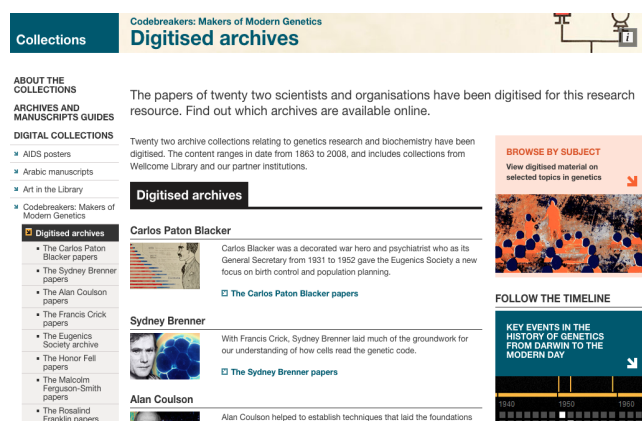 Collections
Codebreakers: Makers of Modern Genetics
Digitised archives
i
ABOUT THE
COLLECTIONS
ARCHIVES AND
MANUSCRIPTS GUIDES
DIGITAL COLLECTIONS
AIDS posters
Arabic manuscripts
Art in the Library
Codebreakers: Makers of
Modern Genetics
Digitised archives
The Carlos Paton
Blacker papers
The Sydney Brenner
papers
The Alan Coulson
papers
The Francis Crick
papers
The Eugenics
Society archive
The Honor Fell
papers
The Malcolm
Ferguson-Smith
papers
The Rosalind
Franklin papers
The papers of twenty two scientists and organisations have been digitised for this research
resource. Find out which archives are available online.
Twenty two archive collections relating to genetics research and biochemistry have been
digitised. The content ranges in date from 1863 to 2008, and includes collections from
Wellcome Library and our partner institutions.
Digitised archives
Carlos Paton Blacker
Carlos Blacker was a decorated war hero and psychiatrist who as its
General Secretary from 1931 to 1952 gave the Eugenics Society a new
focus on birth control and population planning.
The Carlos Paton Blacker papers
Sydney Brenner
With Francis Crick, Sydney Brenner laid much of the groundwork for
our understanding of how cells read the genetic code.
The Sydney Brenner papers
Alan Coulson
Alan Coulson helped to establish techniques that laid the foundations
BROWSE BY SUBJECT
View digitised material on
selected topics in genetics
FOLLOW THE TIMELINE
KEY EVENTS IN THE
HISTORY OF GENETICS
FROM DARWIN TO THE
MODERN DAY
1940 1950 1960